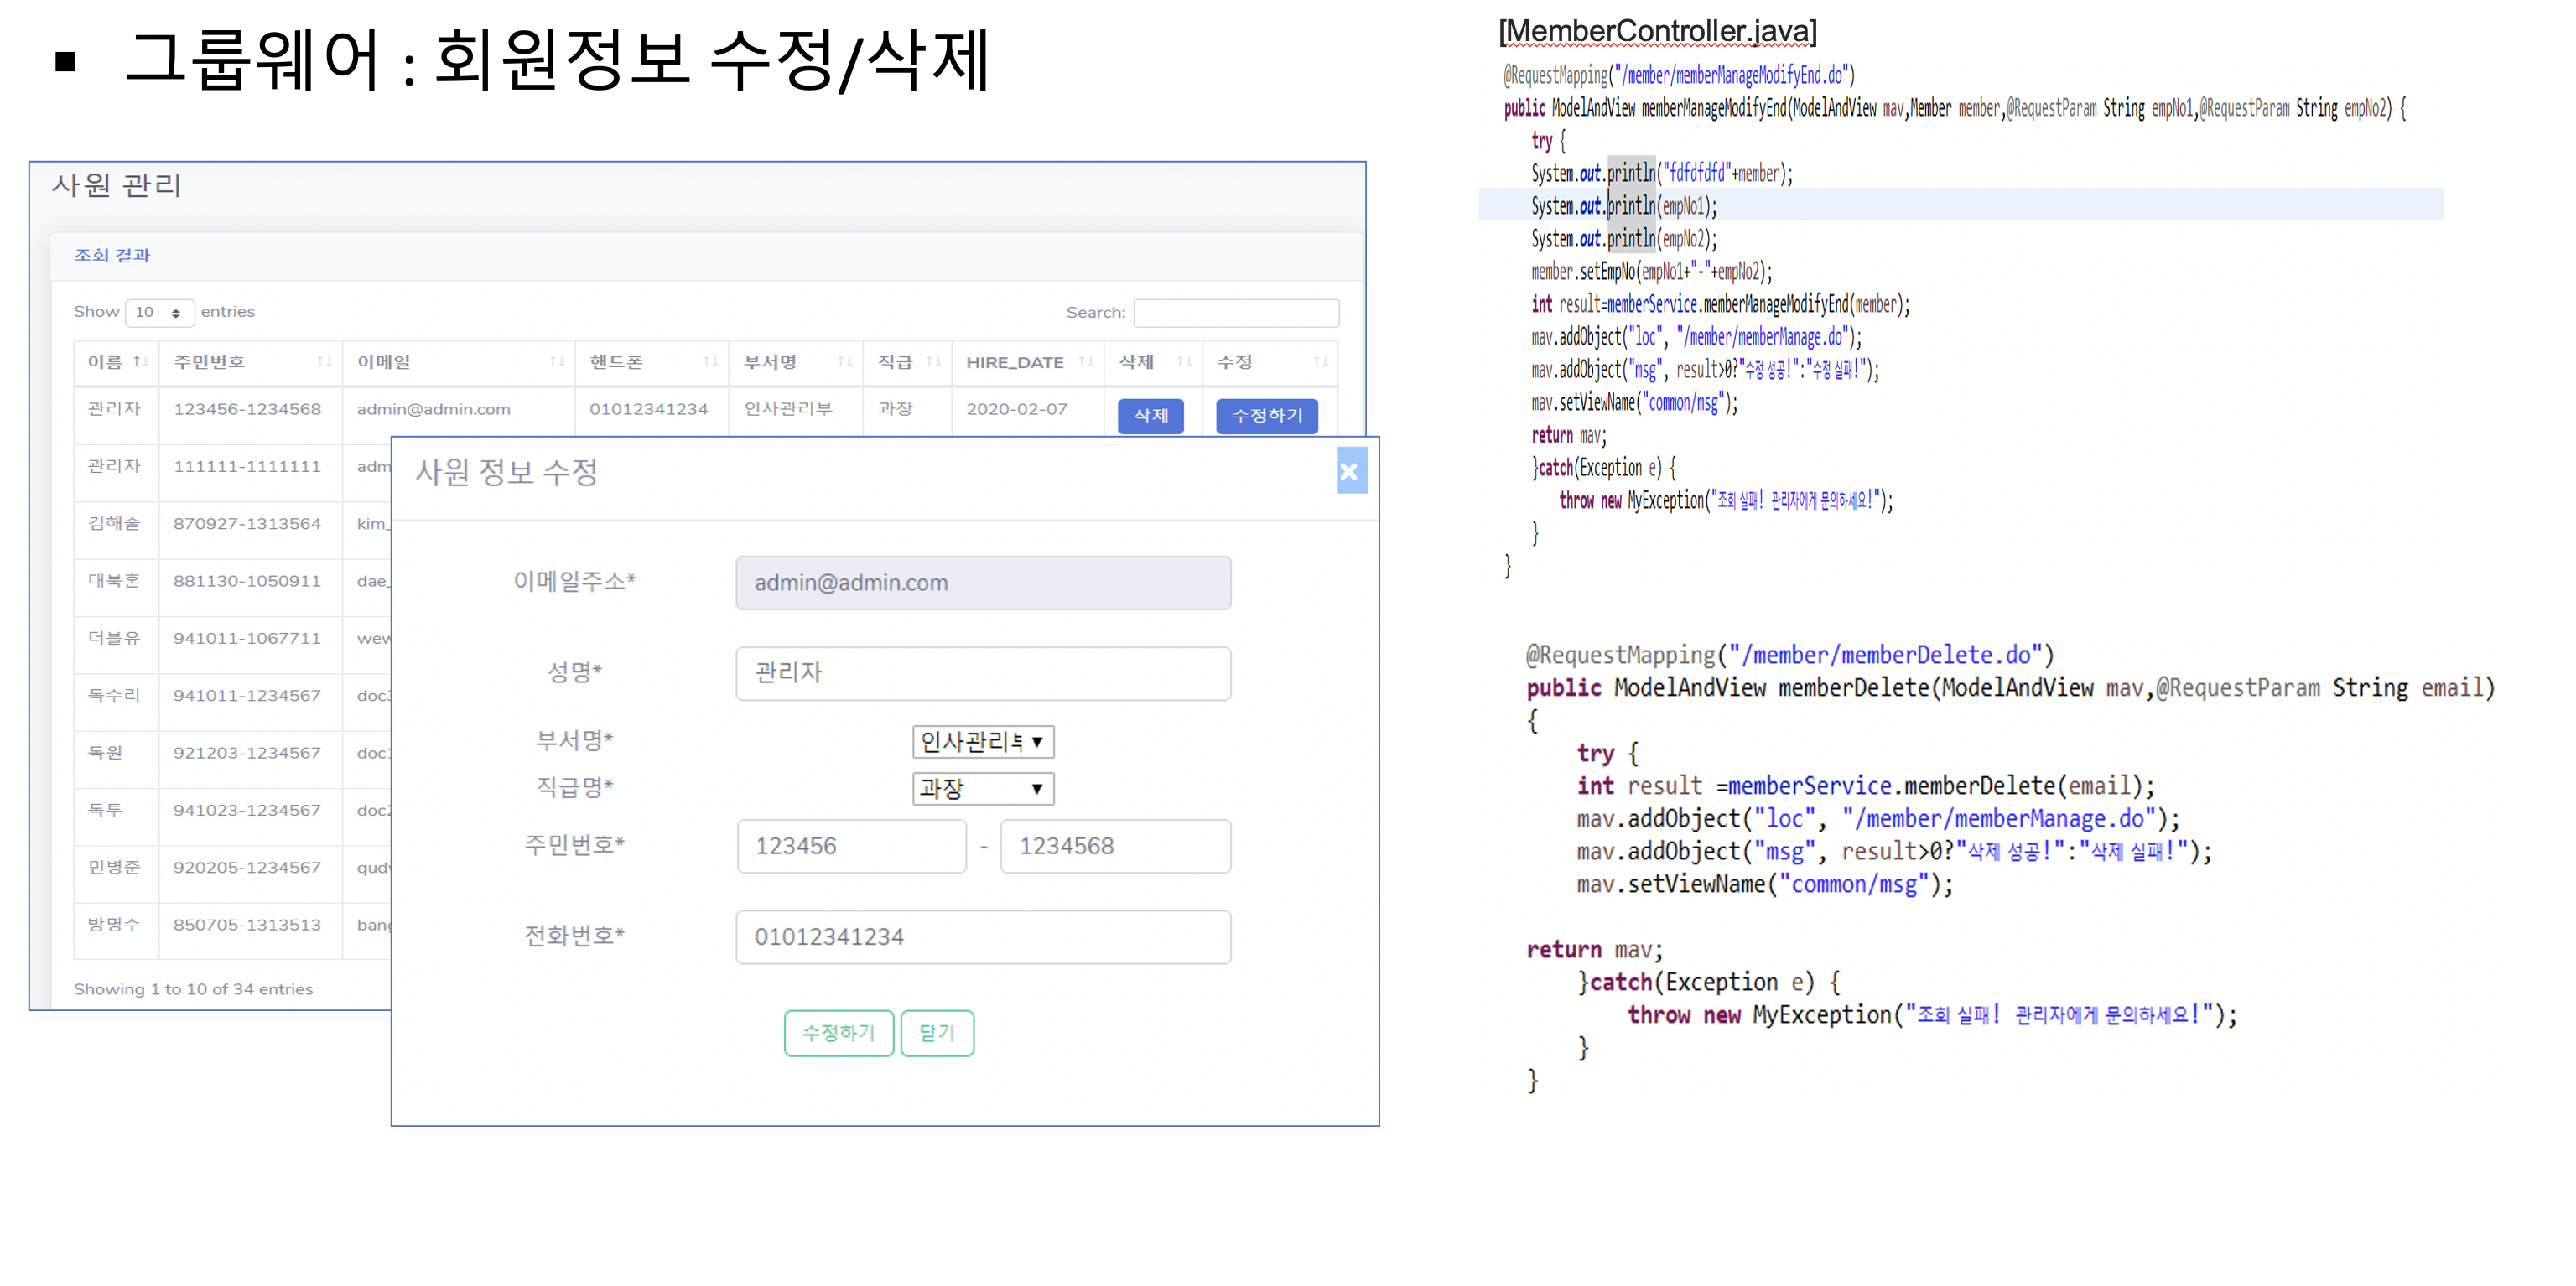 ▪ 그룹웨어 : 회원정보 수정/삭제
사원 관리
조회 결과
Show 10 entries
Search:
이름 주민번호 이메일 핸드폰 부서명 직급 HIRE_DATE 삭제 수정
관리자 123456-1234568 admin@admin.com 01012341234 인사관리부 과장 2020-02-07 삭제 수정하기
관리자 111111-1111111 adm
김해술 870927-1313564 kim_
대북혼 881130-1050911 dae_
더블유 941011-1067711 wew
독수리 941011-1234567 doc3
독원 921203-1234567 doc1
독투 941023-1234567 doc2
민병준 920205-1234567 qudv
방명수 850705-1313513 bang
Showing 1 to 10 of 34 entries
사원 정보 수정
×
이메일주소* admin@admin.com
성명* 관리자
부서명* 인사관리부
직급명* 과장
주민번호* 123456 - 1234568
전화번호* 01012341234
수정하기 닫기
[MemberController.java]
@RequestMapping("/member/memberManageModifyEnd.do")
public ModelAndView memberManageModifyEnd(ModelAndView mav,Member member,@RequestParam String empNo1,@RequestParam String empNo2) {
try {
System.out.println("fdfdfdfd"+member);
System.out.println(empNo1);
System.out.println(empNo2);
member.setEmpNo(empNo1+"-"+empNo2);
int result=memberService.memberManageModifyEnd(member);
mav.addObject("loc", "/member/memberManage.do");
mav.addObject("msg", result>0?"수정 성공!":"수정 실패!");
mav.setViewName("common/msg");
return mav;
}catch(Exception e) {
throw new MyException("조회 실패! 관리자에게 문의하세요!");
}
}
@RequestMapping("/member/memberDelete.do")
public ModelAndView memberDelete(ModelAndView mav,@RequestParam String email)
{
try {
int result =memberService.memberDelete(email);
mav.addObject("loc", "/member/memberManage.do");
mav.addObject("msg", result>0?"삭제 성공!":"삭제 실패!");
mav.setViewName("common/msg");
return mav;
}catch(Exception e) {
throw new MyException("조회 실패! 관리자에게 문의하세요!");
}
}